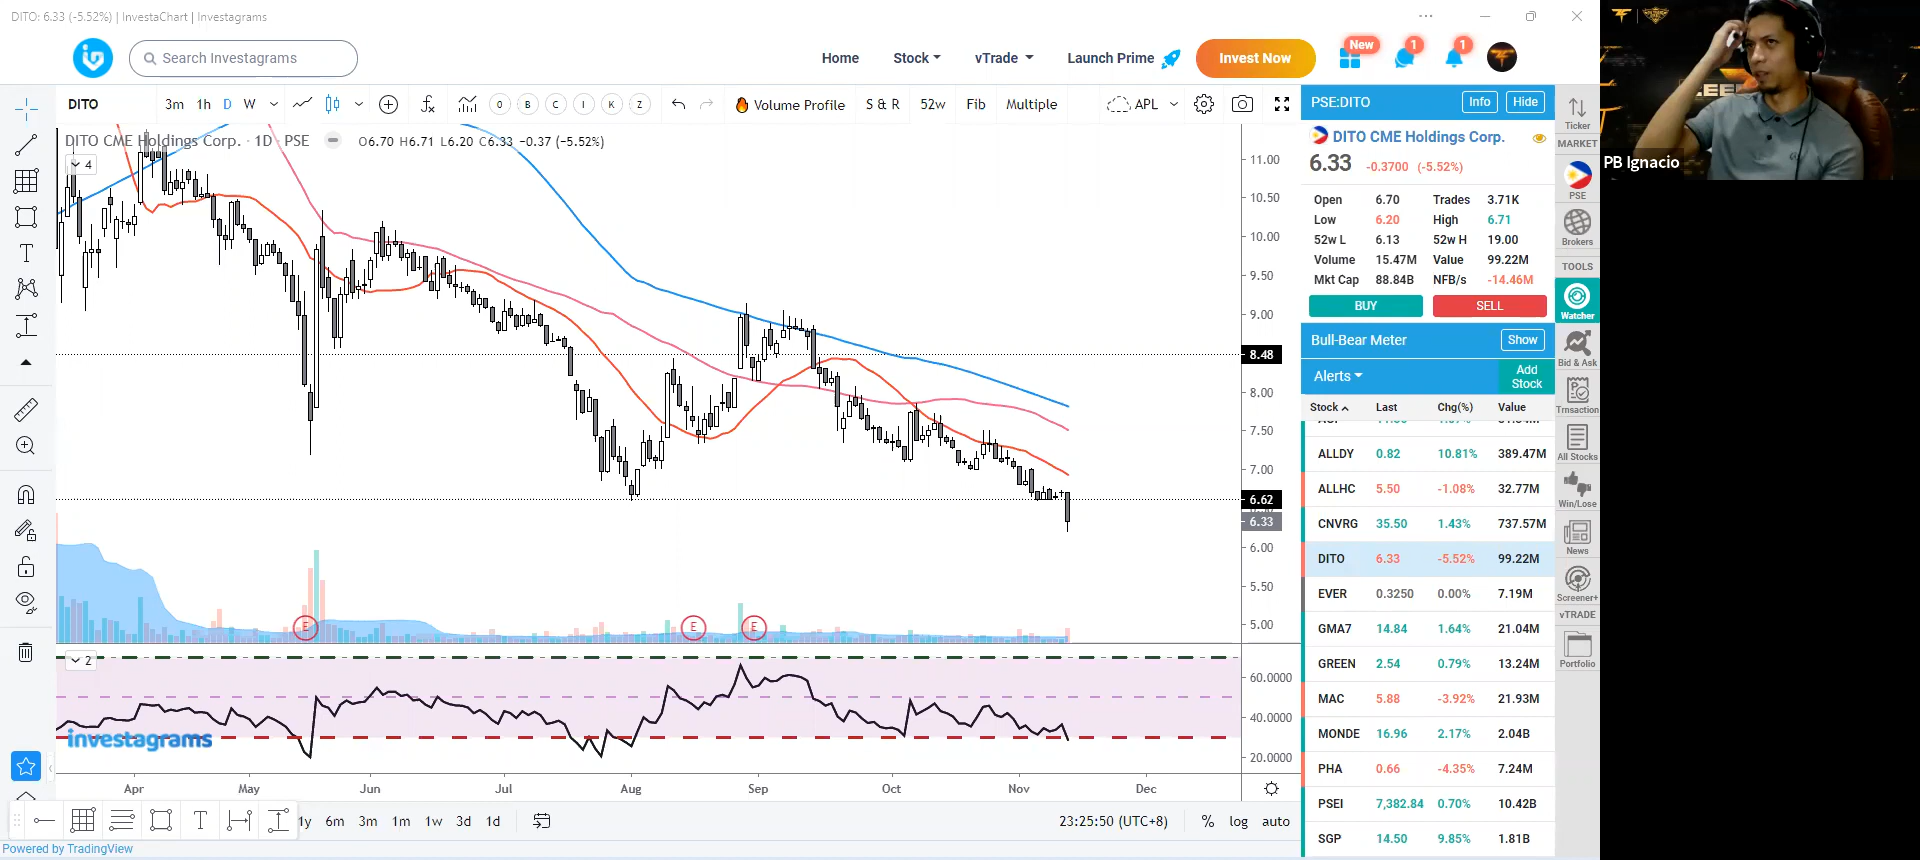 DITO: 6.33 (-5.52%) | InvestaChart | Investagrams
Search Investagrams
Home Stock vTrade Launch Prime Invest Now New 1 1
DITO 3m 1h D W O B C I K Z Volume Profile S & R 52w Fib Multiple APL
DITO CME Holdings Corp. · 1D · PSE O6.70 H6.71 L6.20 C6.33 -0.37 (-5.52%)
4
11.00
10.50
10.00
9.50
9.00
8.48
8.00
7.50
7.00
6.62
6.33
6.00
5.50
5.00
E E E
2
60.0000
40.0000
20.0000
investagrams
Apr May Jun Jul Aug Sep Oct Nov Dec
1y 6m 3m 1m 1w 3d 1d
23:25:50 (UTC+8) % log auto
Powered by TradingView
PSE:DITO Info Hide
DITO CME Holdings Corp.
6.33 -0.3700 (-5.52%)
Open 6.70 Trades 3.71K
Low 6.20 High 6.71
52w L 6.13 52w H 19.00
Volume 15.47M Value 99.22M
Mkt Cap 88.84B NFB/s -14.46M
BUY SELL
Bull-Bear Meter Show
Alerts Add Stock
Stock Last Chg(%) Value
ALLDY 0.82 10.81% 389.47M
ALLHC 5.50 -1.08% 32.77M
CNVRG 35.50 1.43% 737.57M
DITO 6.33 -5.52% 99.22M
EVER 0.3250 0.00% 7.19M
GMA7 14.84 1.64% 21.04M
GREEN 2.54 0.79% 13.24M
MAC 5.88 -3.92% 21.93M
MONDE 16.96 2.17% 2.04B
PHA 0.66 -4.35% 7.24M
PSEI 7,382.84 0.70% 10.42B
SGP 14.50 9.85% 1.81B
Ticker
MARKET
PSE
Brokers
TOOLS
Watcher
Bid & Ask
Trnsaction
All Stocks
Win/Lose
News
Screener+
vTRADE
Portfolio
PB Ignacio